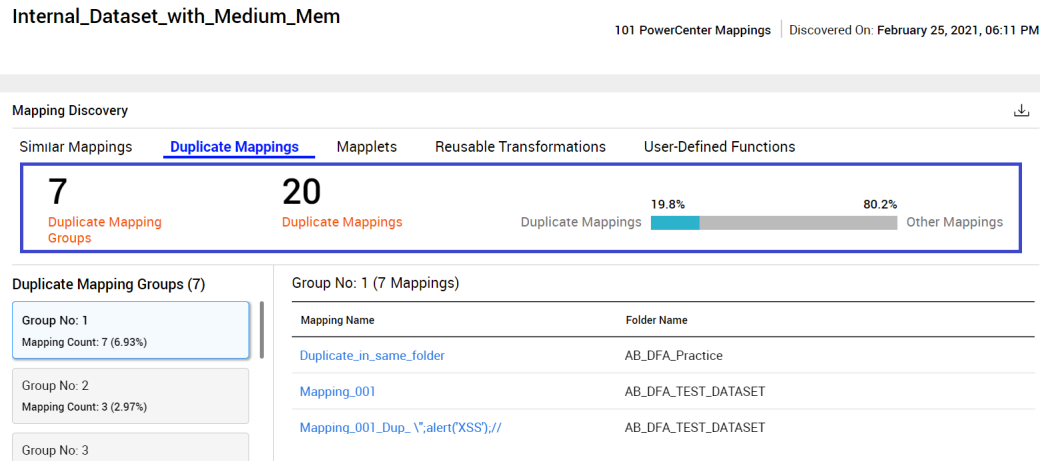 Internal_Dataset_with_Medium_Mem
101 PowerCenter Mappings | Discovered On: February 25, 2021, 06:11 PM
Mapping Discovery
Similar Mappings Duplicate Mappings Mapplets Reusable Transformations User-Defined Functions
7
Duplicate Mapping
Groups
20
Duplicate Mappings
19.8% 80.2%
Duplicate Mappings Other Mappings
Duplicate Mapping Groups (7)
Group No: 1
Mapping Count: 7 (6.93%)
Group No: 2
Mapping Count: 3 (2.97%)
Group No: 3
Group No: 1 (7 Mappings)
Mapping Name Folder Name
Duplicate_in_same_folder AB_DFA_Practice
Mapping_001 AB_DFA_TEST_DATASET
Mapping_001_Dup_ \";alert('XSS');// AB_DFA_TEST_DATASET